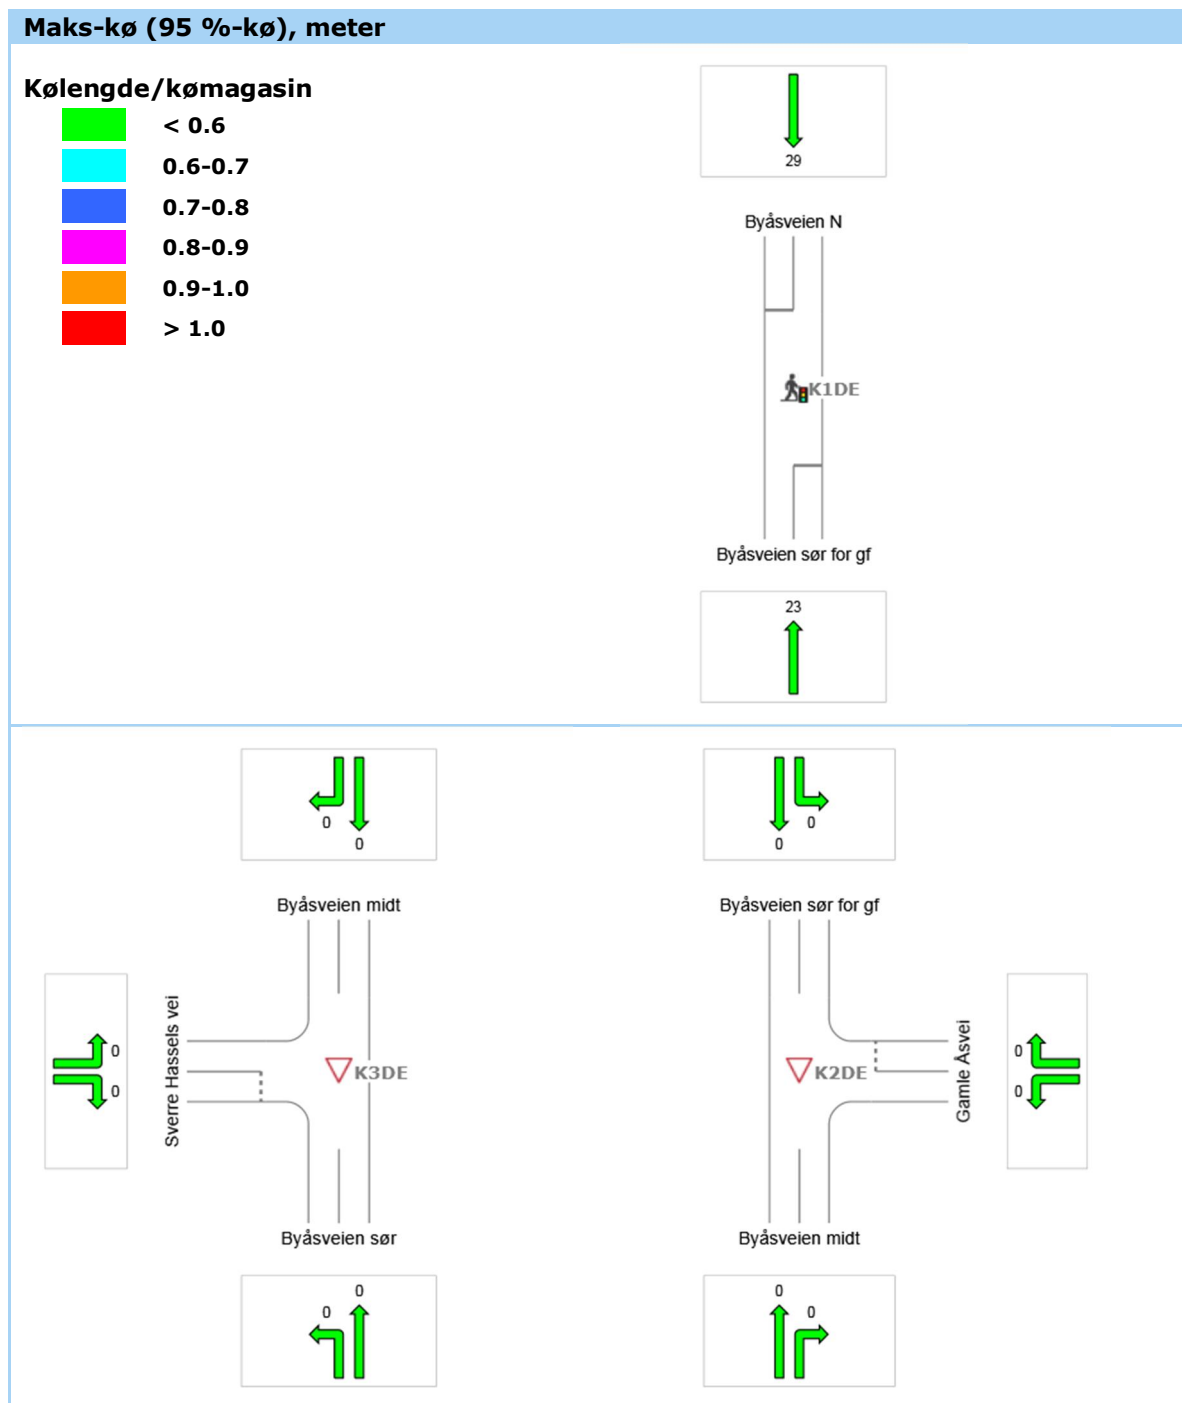 Maks-kø (95 %-kø), meter
Kølengde/kømagasin
< 0.6
0.6-0.7
0.7-0.8
0.8-0.9
0.9-1.0
> 1.0
29
Byåsveien N
K1DE
Byåsveien sør for gf
23
0
0
Byåsveien midt
Sverre Hassels vei
0
0
K3DE
Byåsveien sør
0
0
0
0
Byåsveien sør for gf
K2DE
Gamle Åsvei
0
0
Byåsveien midt
0
0